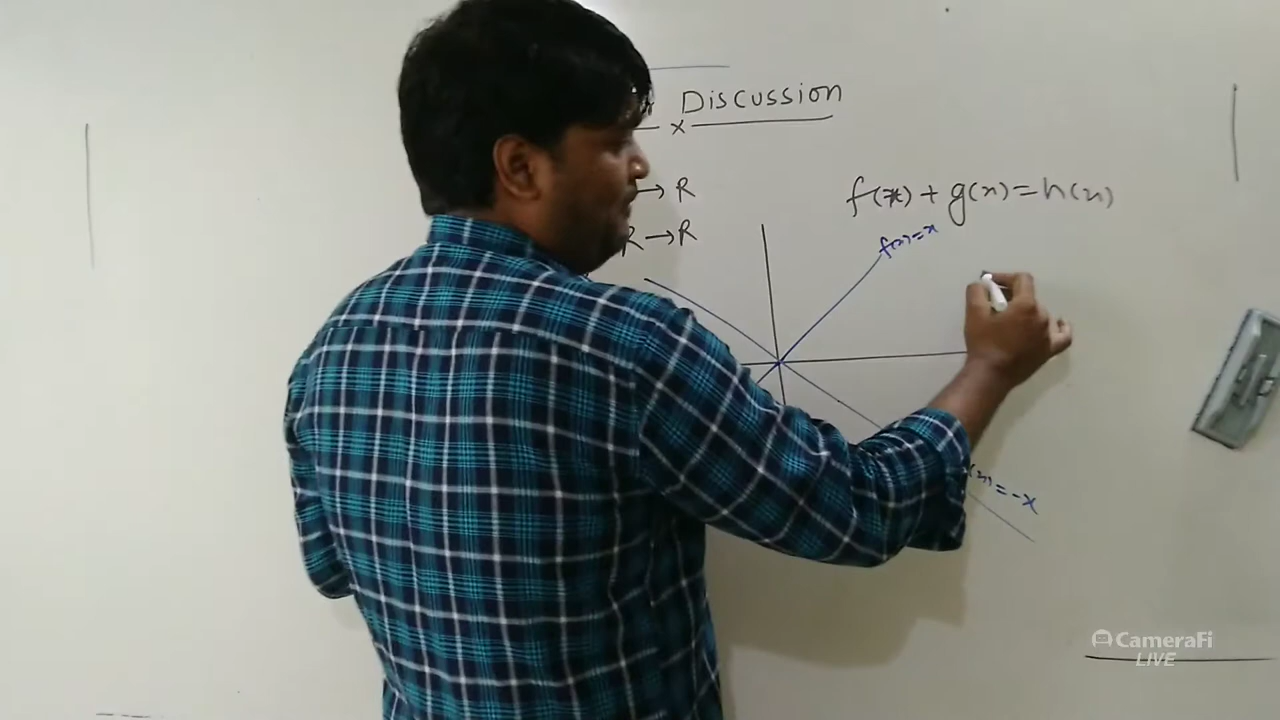 Discussion
x
→ R
f(x) + g(x) = h(x)
R → R
f(x) = x
(x) = -x
CameraFi
LIVE